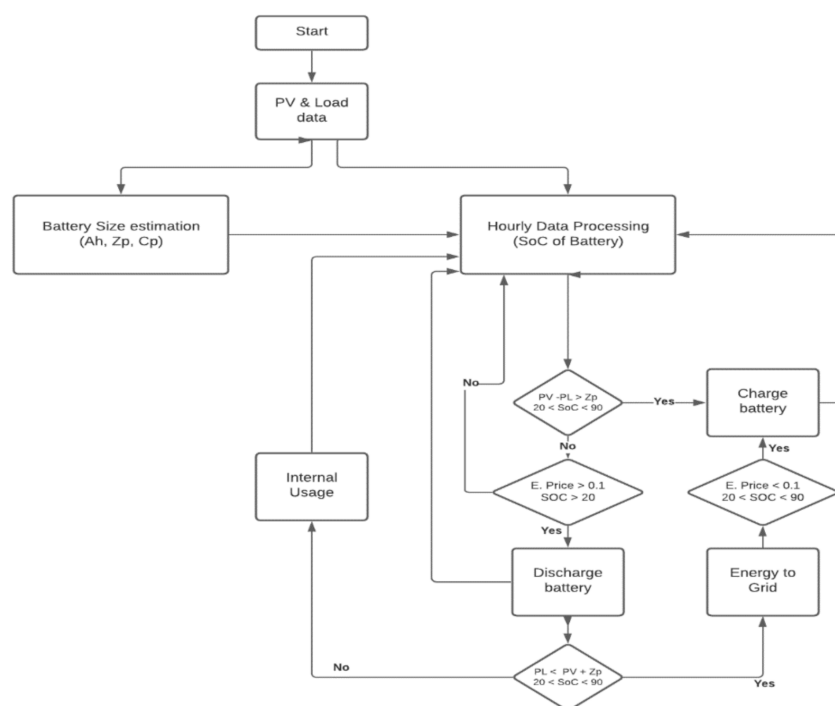 Start
PV & Load
data
Battery Size estimation
(Ah, Zp, Cp)
Hourly Data Processing
(SoC of Battery)
No
PV -PL > Zp
20 < SoC < 90
Yes
Charge
battery
No
Yes
Internal
Usage
E. Price > 0.1
SOC > 20
E. Price < 0.1
20 < SOC < 90
Yes
Discharge
battery
Energy to
Grid
No
PL < PV + Zp
20 < SoC < 90
Yes